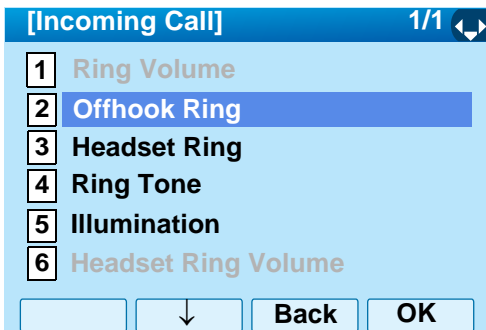 [Incoming Call] 1/1
1 Ring Volume
2 Offhook Ring
3 Headset Ring
4 Ring Tone
5 Illumination
6 Headset Ring Volume
↓ Back OK